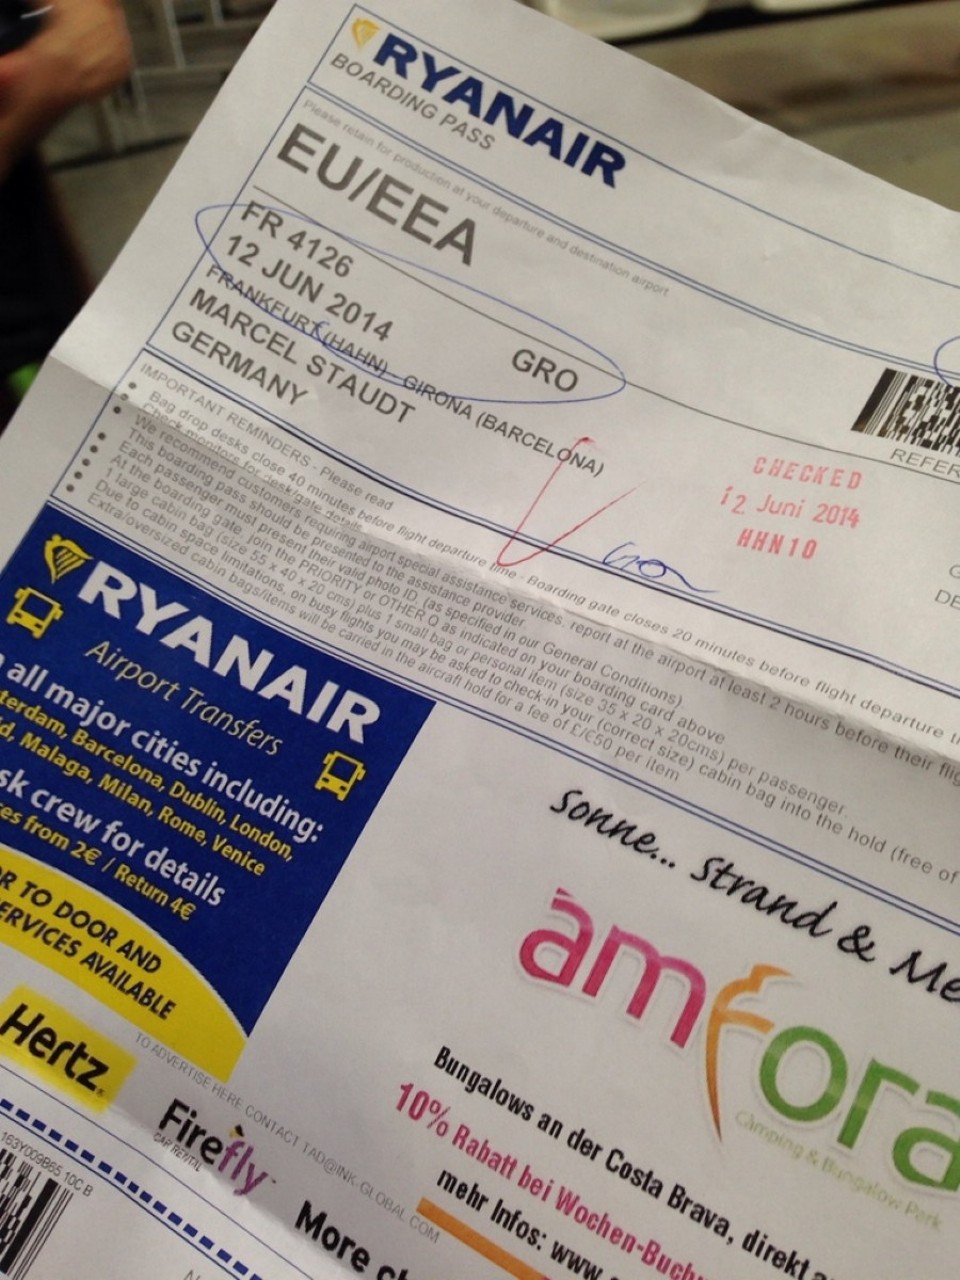 RYANAIR
BOARDING PASS
Please retain for production at your departure and destination airport
EU/EEA
FR 4126
12 JUN 2014 GRO
FRANKFURT (HAHN) - GIRONA (BARCELONA)
MARCEL STAUDT
GERMANY
REFER
CHECKED
12 Juni 2014
HHN10
G
DE
IMPORTANT REMINDERS - Please read
Bag drop desks close 40 minutes before flight departure time - Boarding gate closes 20 minutes before flight departure
Check monitors for desk/gate details
We recommend customers requiring airport special assistance services, report at the airport at least 2 hours before their
This boarding pass should be presented to the assistance provider.
Each passenger must present their valid photo ID, (as specified in our General Conditions).
At the boarding gate, join the PRIORITY or OTHER Q as indicated on your boarding card above
1 large cabin bag (size 55 x 40 x 20 cms) plus 1 small bag or personal item (size 35 x 20 x 20cms) per passenger.
Due to cabin space limitations, on busy flights you may be asked to check-in your (correct size) cabin bag into the hold (free of
Extra/oversized cabin bags/items will be carried in the aircraft hold for a fee of £/€50 per item
RYANAIR
Airport Transfers
all major cities including:
sterdam, Barcelona, Dublin, London,
d, Malaga, Milan, Rome, Venice
sk crew for details
ces from 2€ / Return 4€
OR TO DOOR AND
ERVICES AVAILABLE
Hertz
TO ADVERTISE HERE CONTACT TAD@INK-GLOBAL.COM
Firefly
CAR RENTAL
Sonne... Strand & Me
amfora
Camping & Bungalow Park
Bungalows an der Costa Brava, direkt a
10% Rabatt bei Wochen-Buch
mehr Infos: www.
163Y009B65 10C B
More